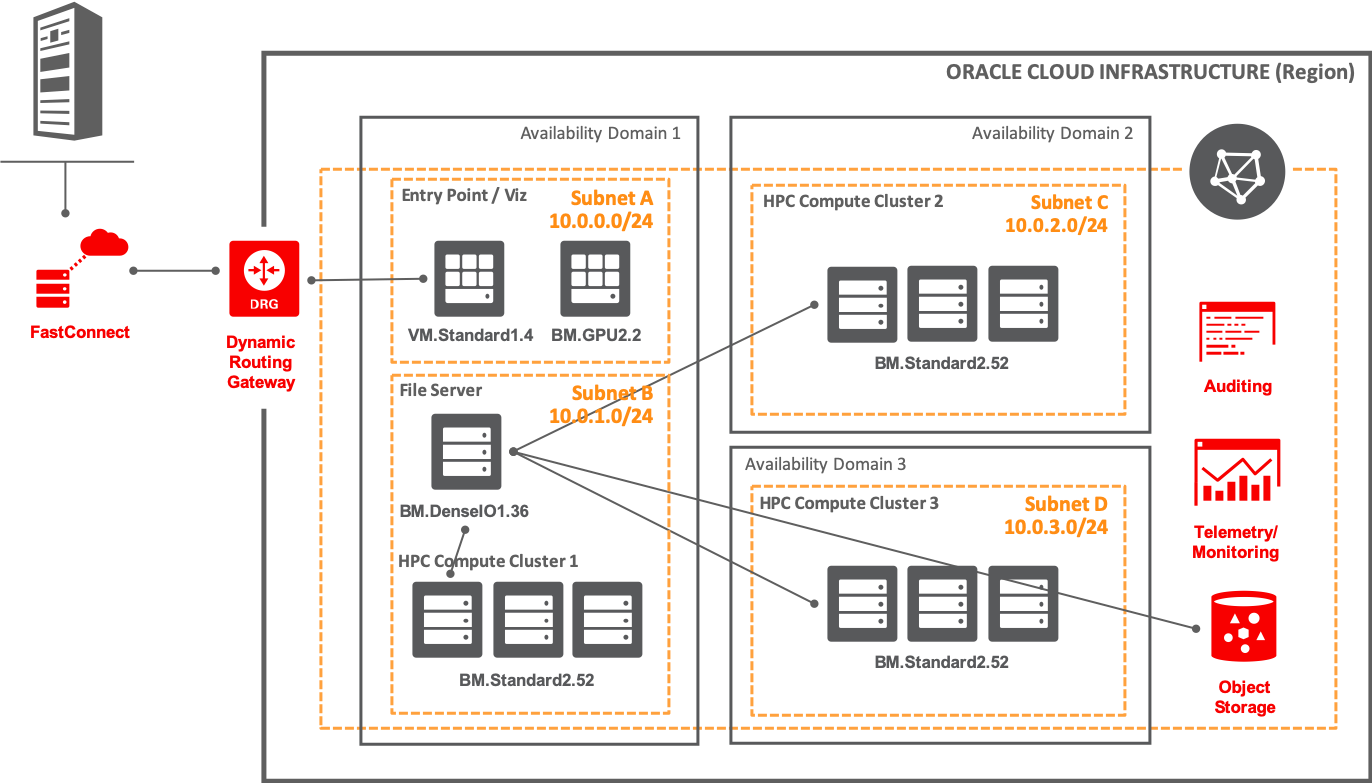 ORACLE CLOUD INFRASTRUCTURE (Region)
Availability Domain 1
Entry Point / Viz
Subnet A
10.0.0.0/24
VM.Standard1.4
BM.GPU2.2
File Server
Subnet B
10.0.1.0/24
BM.DenseIO1.36
HPC Compute Cluster 1
BM.Standard2.52
Availability Domain 2
HPC Compute Cluster 2
Subnet C
10.0.2.0/24
BM.Standard2.52
Availability Domain 3
HPC Compute Cluster 3
Subnet D
10.0.3.0/24
BM.Standard2.52
FastConnect
DRG
Dynamic
Routing
Gateway
Auditing
Telemetry/
Monitoring
Object
Storage